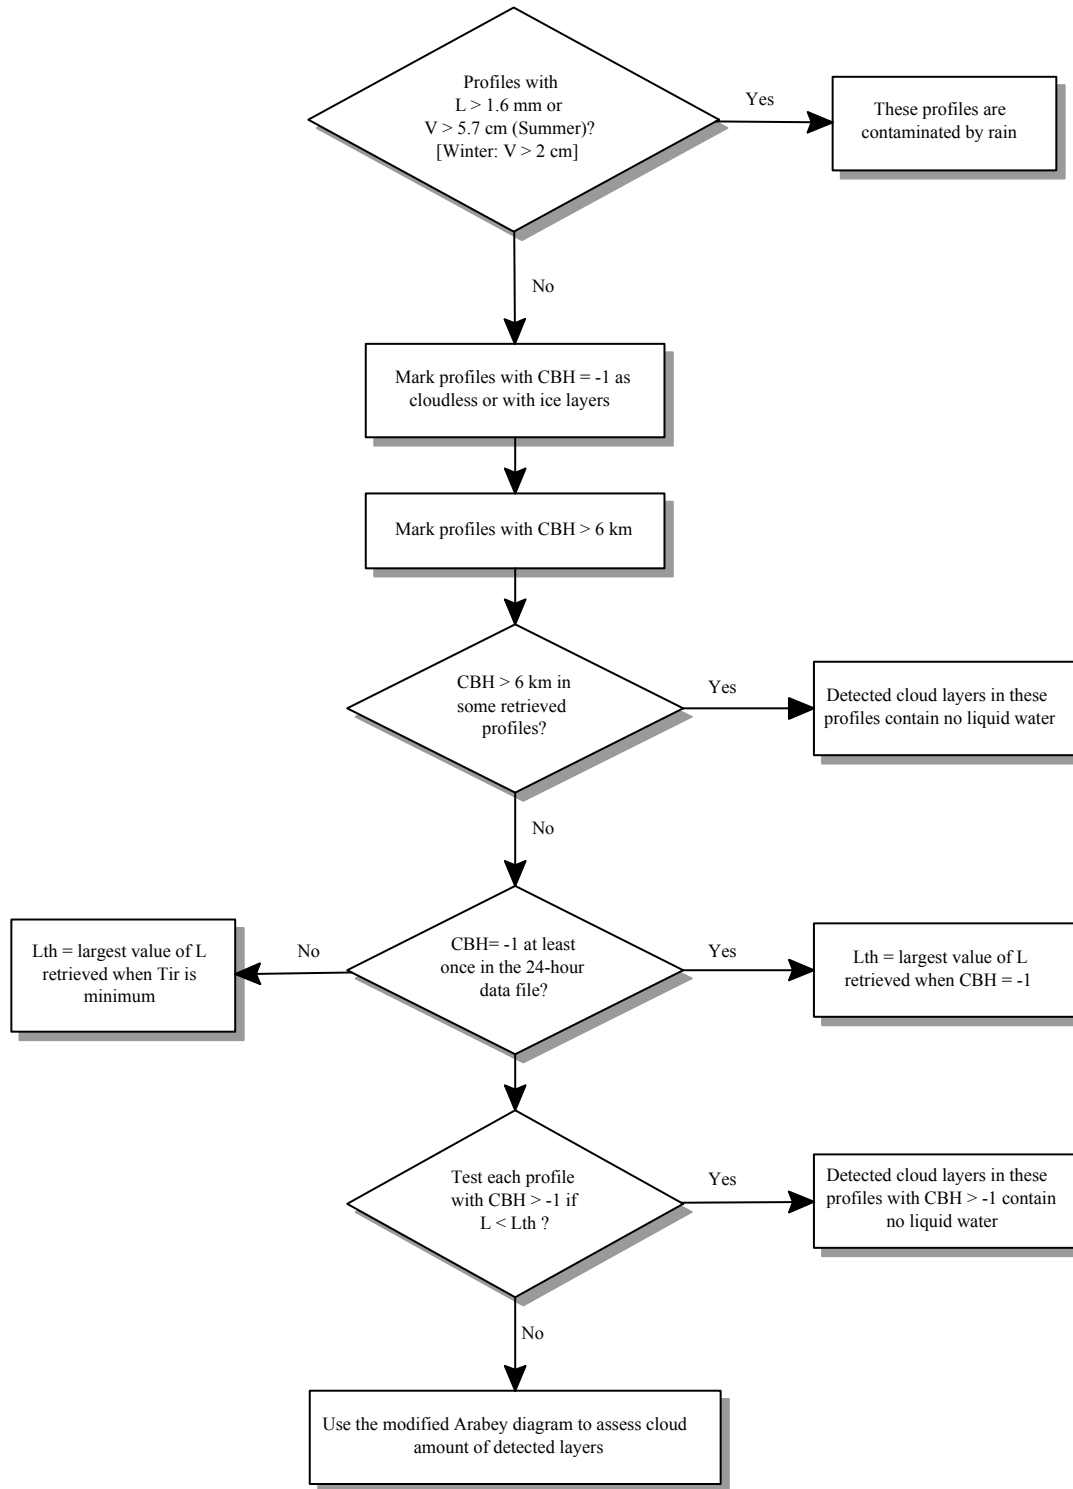 Profiles with
L > 1.6 mm or
V > 5.7 cm (Summer)?
[Winter: V > 2 cm]
Yes
These profiles are
contaminated by rain
No
Mark profiles with CBH = -1 as
cloudless or with ice layers
Mark profiles with CBH > 6 km
CBH > 6 km in
some retrieved
profiles?
Yes
Detected cloud layers in these
profiles contain no liquid water
No
CBH= -1 at least
once in the 24-hour
data file?
No
Lth = largest value of L
retrieved when Tir is
minimum
Yes
Lth = largest value of L
retrieved when CBH = -1
Test each profile
with CBH > -1 if
L < Lth ?
Yes
Detected cloud layers in these
profiles with CBH > -1 contain
no liquid water
No
Use the modified Arabey diagram to assess cloud
amount of detected layers